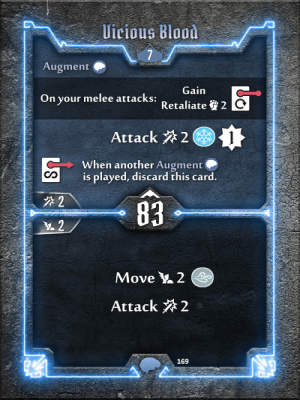 Vicious Blood
7
Augment
On your melee attacks:
Gain
Retaliate 2
Attack 2 1
When another Augment
is played, discard this card.
2
83
2
Move 2
Attack 2
169